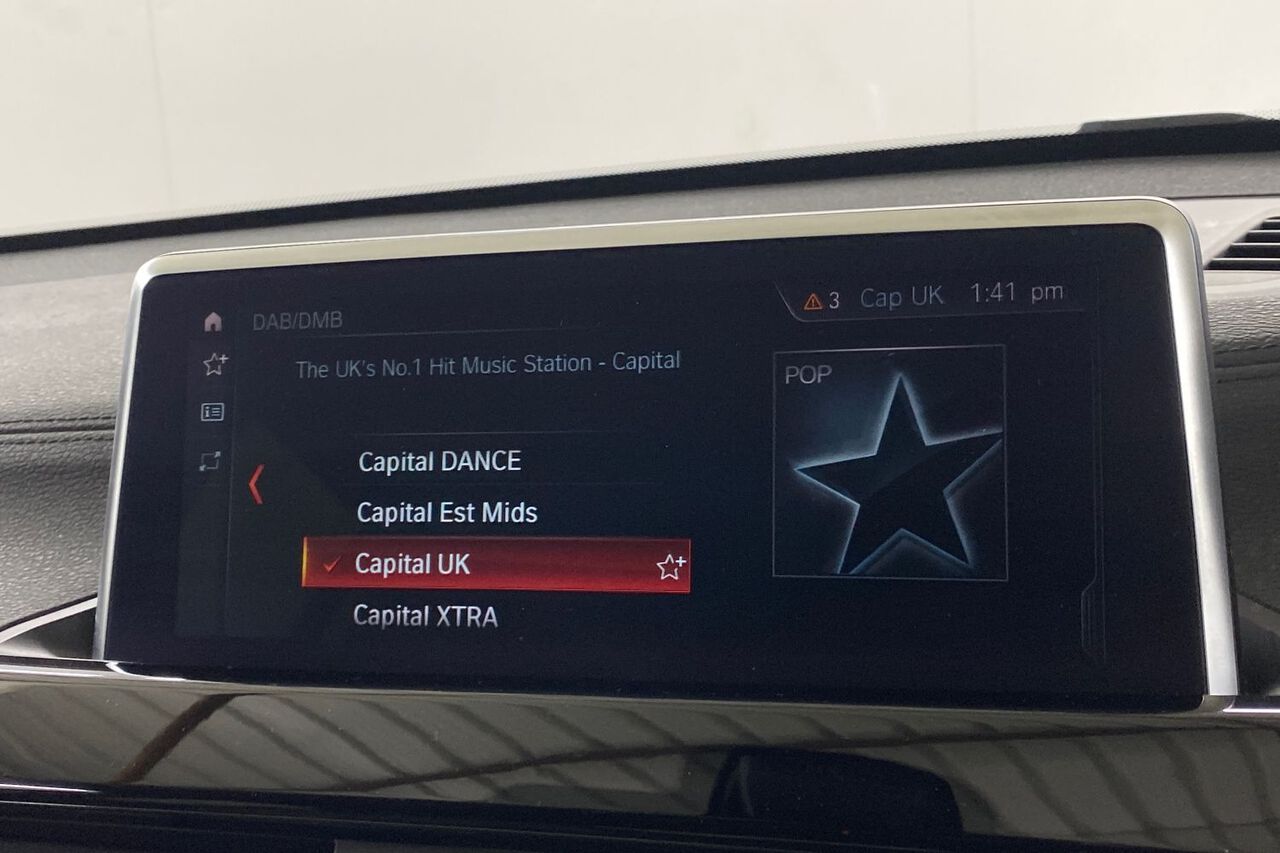 DAB/DMB
3 Cap UK 1:41 pm
The UK's No.1 Hit Music Station - Capital
POP
Capital DANCE
Capital Est Mids
Capital UK
Capital XTRA